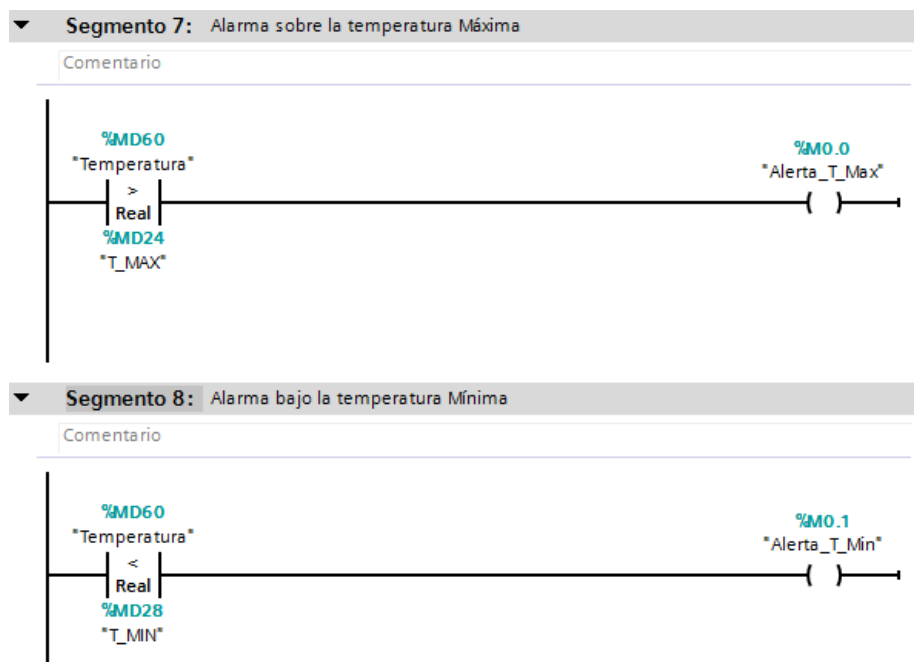 Segmento 7: Alarma sobre la temperatura Máxima
Comentario
%MD60
"Temperatura"
>
Real
%MD24
"T_MAX"
%M0.0
"Alerta_T_Max"
( )
Segmento 8: Alarma bajo la temperatura Mínima
Comentario
%MD60
"Temperatura"
<
Real
%MD28
"T_MIN"
%M0.1
"Alerta_T_Min"
( )